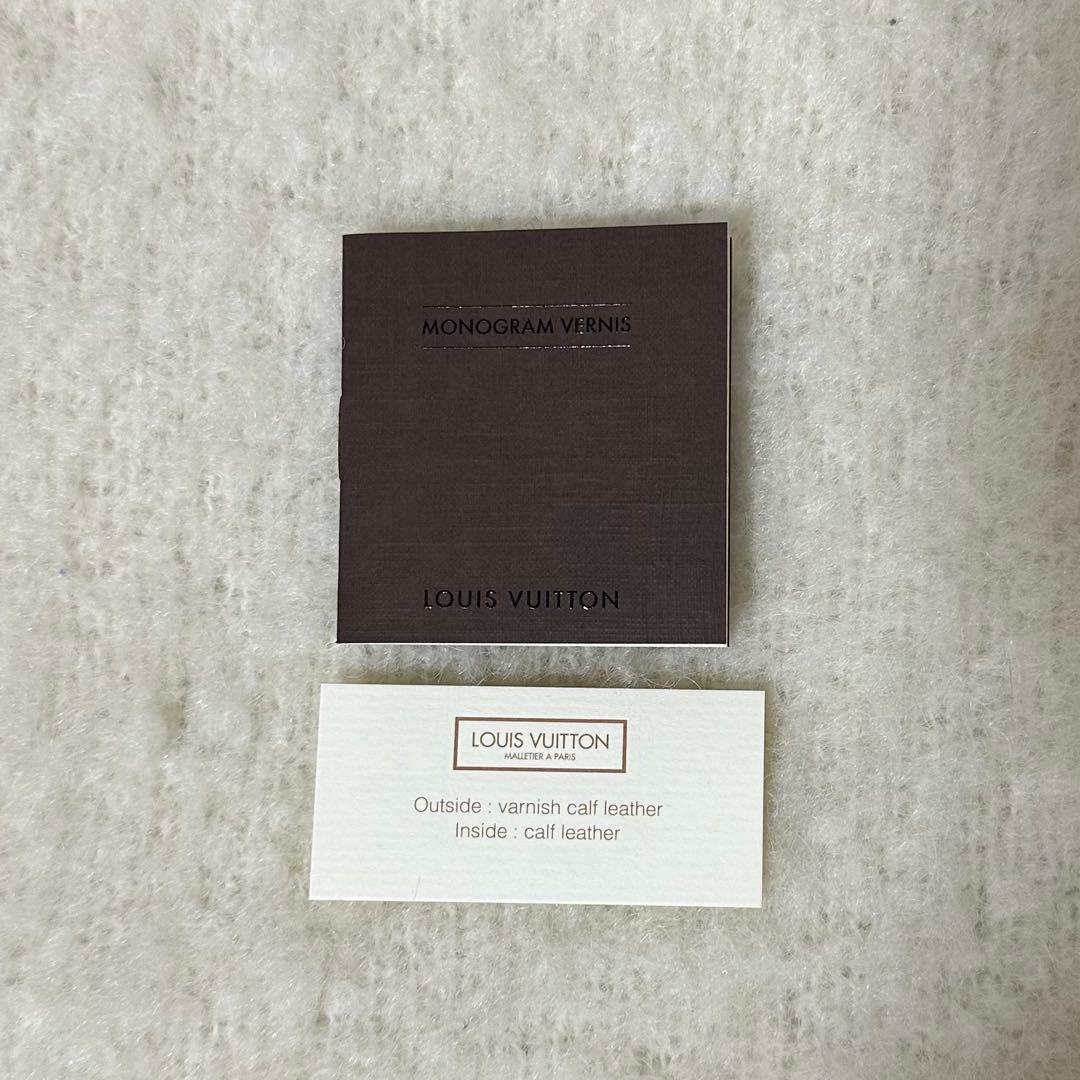 MONOGRAM VERNIS
LOUIS VUITTON
LOUIS VUITTON
MALLETIER A PARIS
Outside : varnish calf leather
Inside : calf leather